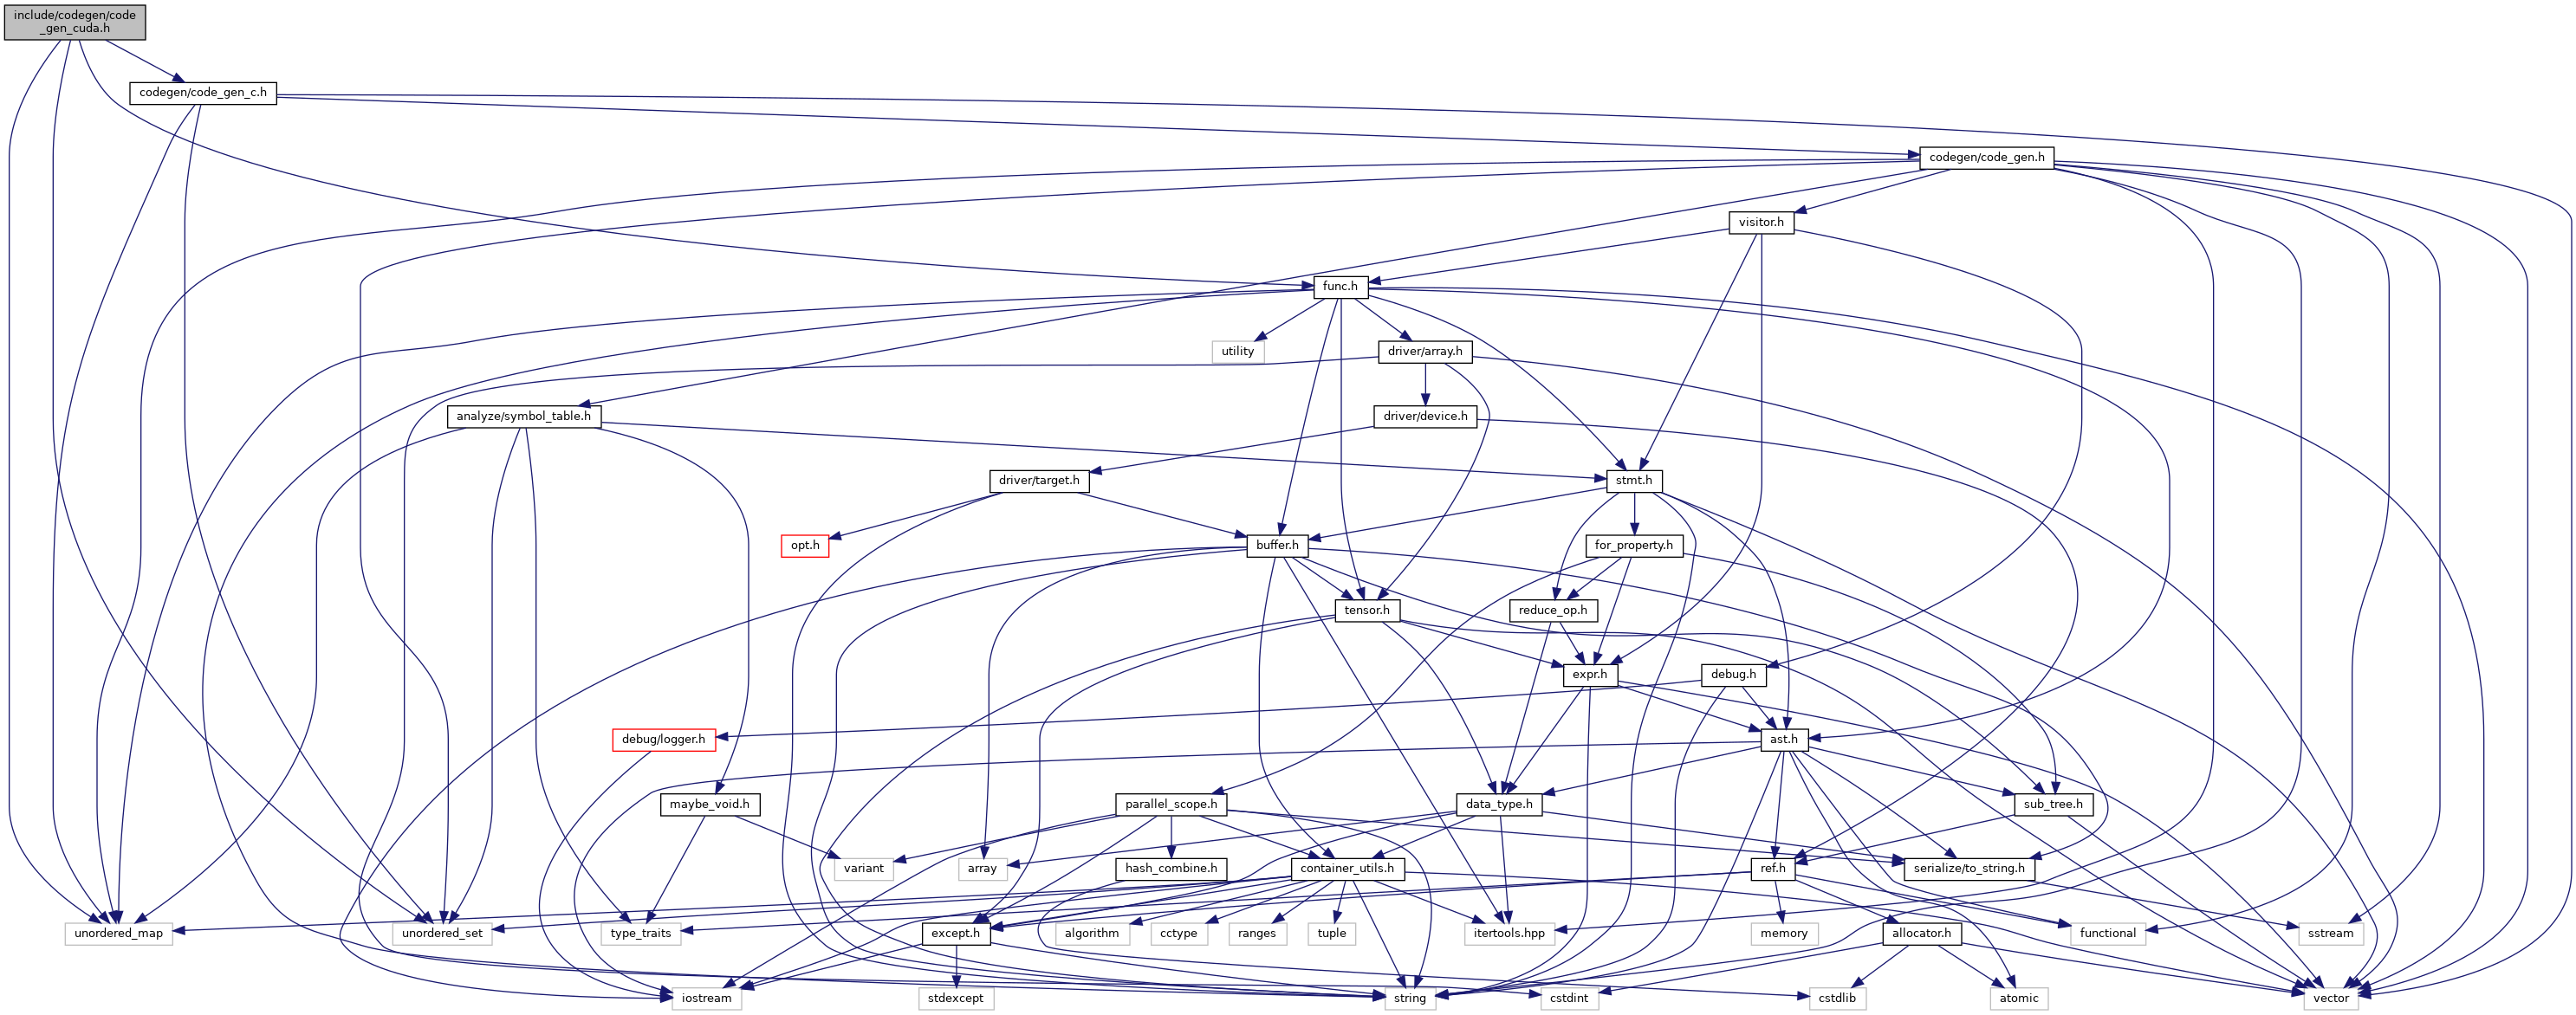 include/codegen/code
_gen_cuda.h
codegen/code_gen_c.h
codegen/code_gen.h
visitor.h
func.h
utility
driver/array.h
analyze/symbol_table.h
driver/device.h
driver/target.h
stmt.h
opt.h
buffer.h
for_property.h
tensor.h
reduce_op.h
expr.h
debug.h
debug/logger.h
ast.h
maybe_void.h
parallel_scope.h
data_type.h
sub_tree.h
variant
array
hash_combine.h
container_utils.h
ref.h
serialize/to_string.h
unordered_map
unordered_set
type_traits
except.h
algorithm
cctype
ranges
tuple
itertools.hpp
memory
allocator.h
functional
sstream
iostream
stdexcept
string
cstdint
cstdlib
atomic
vector